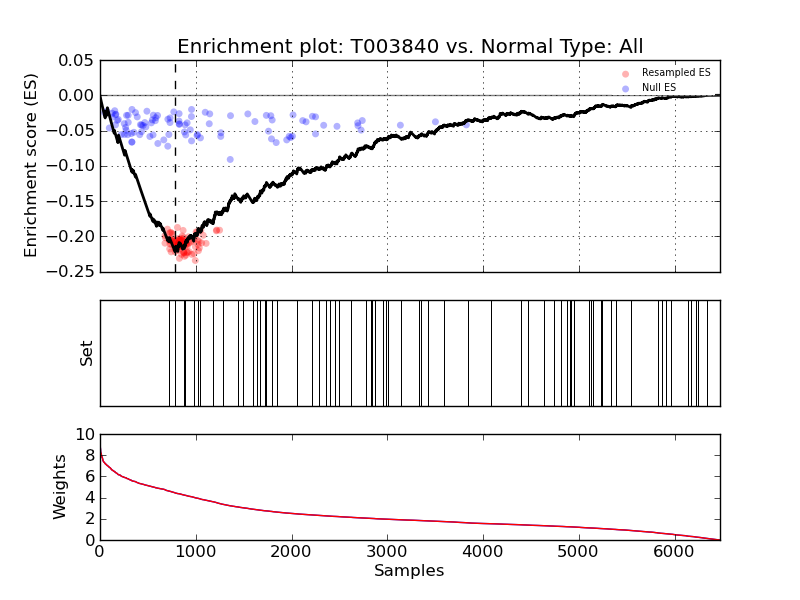 Enrichment plot: T003840 vs. Normal Type: All
0.05
0.00
−0.05
−0.10
−0.15
−0.20
−0.25
Enrichment score (ES)
Resampled ES
Null ES
Set
10
8
6
4
2
0
Weights
0 1000 2000 3000 4000 5000 6000
Samples